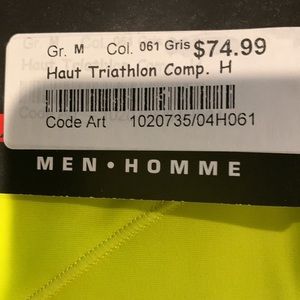 Gr. M Col. 061 Gris $74.99
Haut Triathlon Comp. H
Code Art 1020735/04H061
MEN • HOMME